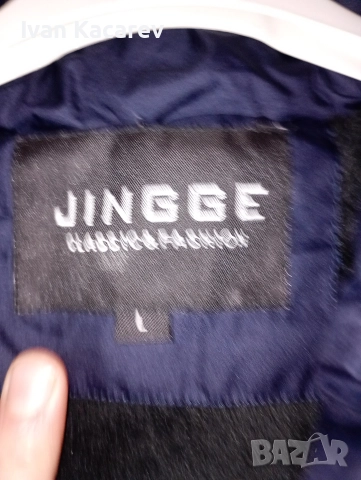 Ivan Kacarev
JINGGE
CLASSIC&FASHION
L
BAZAR